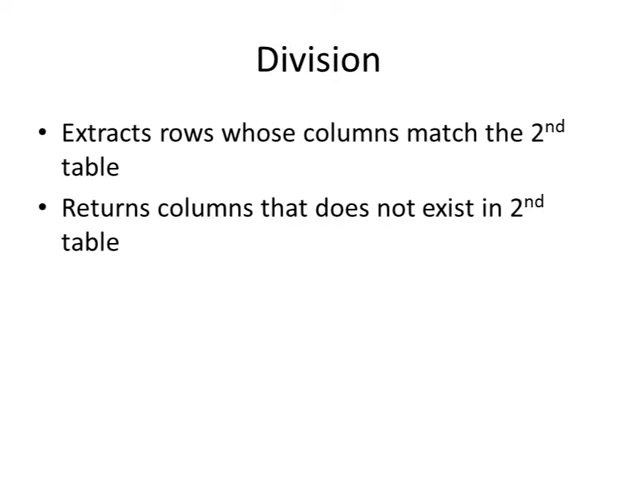 Division
• Extracts rows whose columns match the 2nd
table
• Returns columns that does not exist in 2nd
table